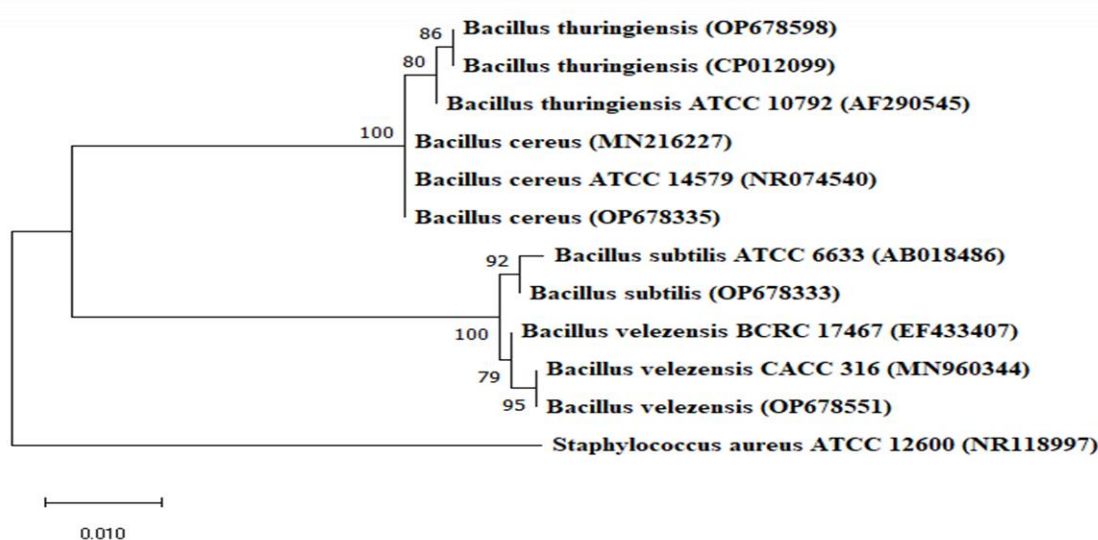 86
Bacillus thuringiensis (OP678598)
80
Bacillus thuringiensis (CP012099)
Bacillus thuringiensis ATCC 10792 (AF290545)
100
Bacillus cereus (MN216227)
Bacillus cereus ATCC 14579 (NR074540)
Bacillus cereus (OP678335)
92
Bacillus subtilis ATCC 6633 (AB018486)
Bacillus subtilis (OP678333)
100
Bacillus velezensis BCRC 17467 (EF433407)
79
Bacillus velezensis CACC 316 (MN960344)
95
Bacillus velezensis (OP678551)
Staphylococcus aureus ATCC 12600 (NR118997)
0.010